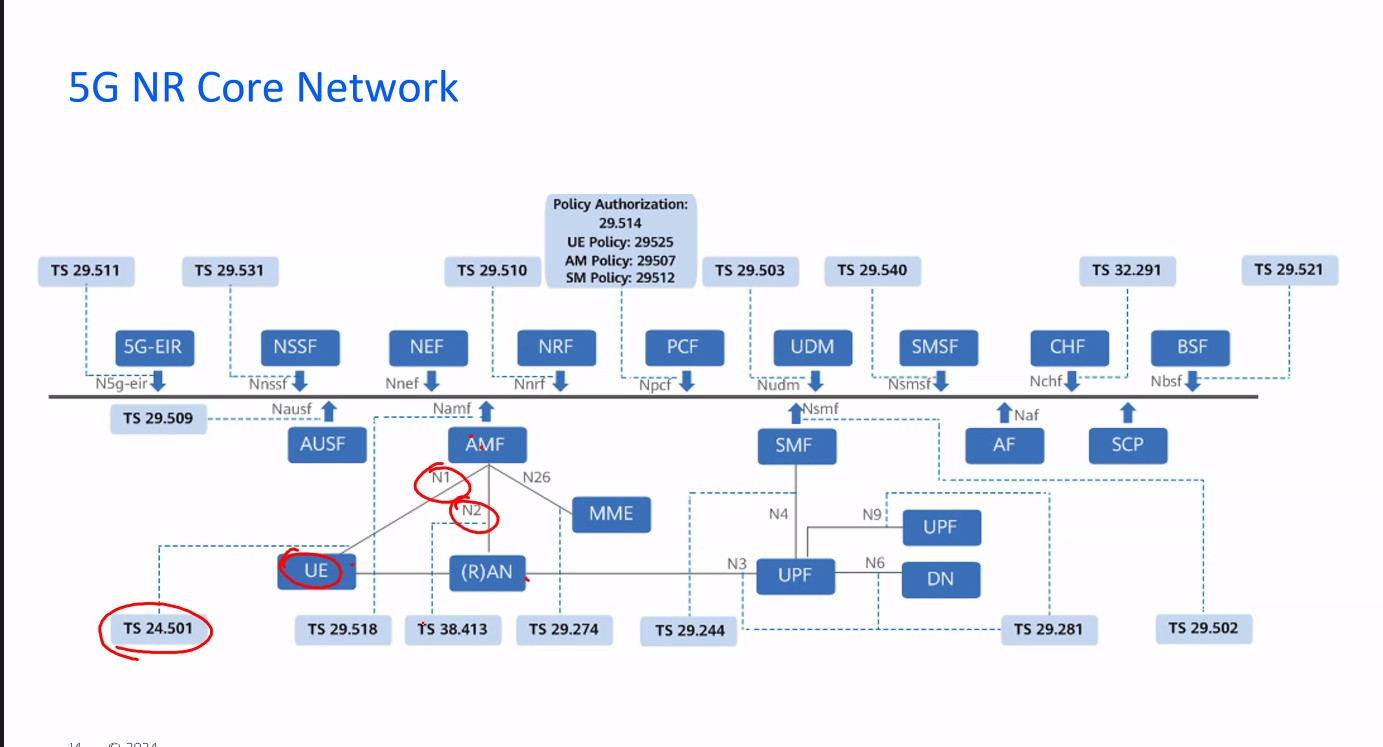 5G NR Core Network
Policy Authorization:
29.514
UE Policy: 29525
AM Policy: 29507
SM Policy: 29512
TS 29.511
TS 29.531
TS 29.510
TS 29.503
TS 29.540
TS 32.291
TS 29.521
5G-EIR
NSSF
NEF
NRF
PCF
UDM
SMSF
CHF
BSF
N5g-eir
Nnssf
Nnef
Nnrf
Npcf
Nudm
Nsmsf
Nchf
Nbsf
TS 29.509
Nausf
Namf
Nsmf
Naf
AUSF
AMF
SMF
AF
SCP
N1
N26
N2
MME
N4
N9
UPF
UE
(R)AN
N3
UPF
N6
DN
TS 24.501
TS 29.518
TS 38.413
TS 29.274
TS 29.244
TS 29.281
TS 29.502
14 © 2024